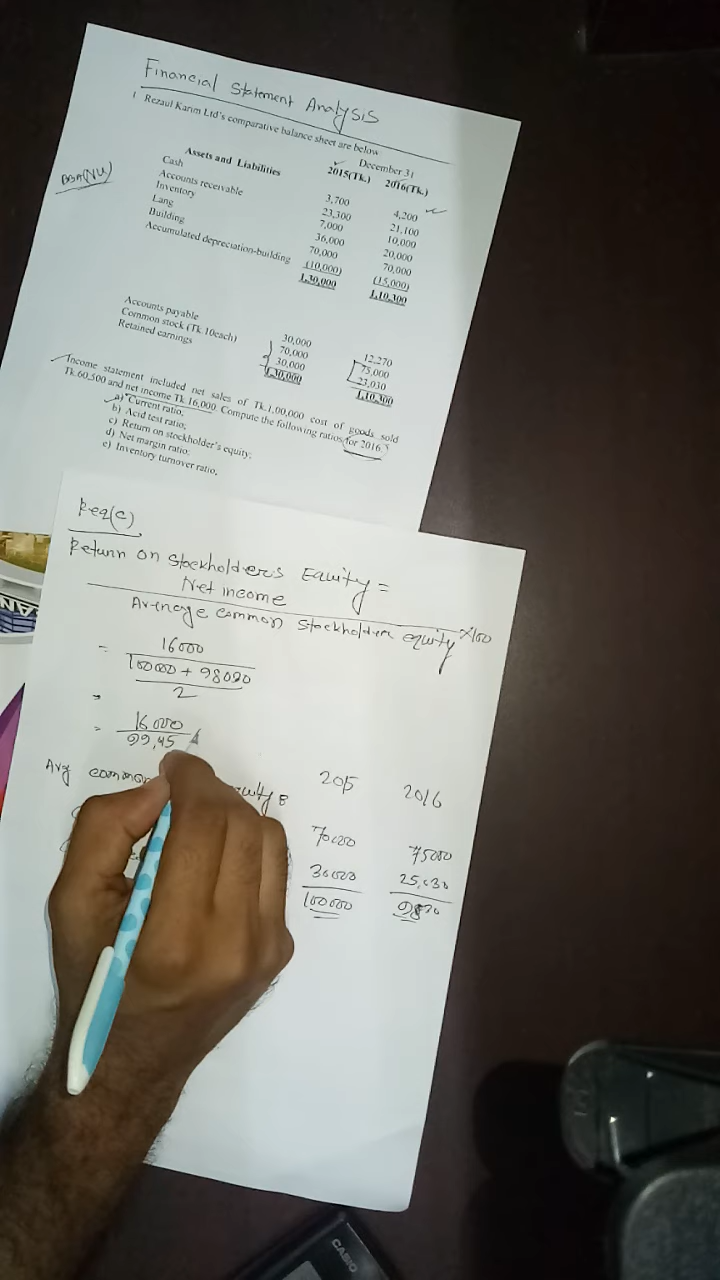 Financial Statement Analysis
1 Rezaul Karim Ltd's comparative balance sheet are below
BBA(NU)
Assets and Liabilities December 31
2015(Tk.) 2016(Tk.)
Cash 3,700 4,200
Accounts receivable 23,300 21,100
Inventory 7,000 10,000
Lang 36,000 20,000
Building 70,000 70,000
Accumulated depreciation-building (10,000) (15,000)
1,30,000 1,10,300
Accounts payable 30,000 12,270
Common stock (Tk.10each) 70,000 75,000
Retained earnings 30,000 23,030
1,30,000 1,10,300
Income statement included net sales of Tk.1,00,000 cost of goods sold
Tk.60,500 and net income Tk.16,000. Compute the following ratios for 2016
a) Current ratio;
b) Acid test ratio;
c) Return on stockholder's equity;
d) Net margin ratio;
e) Inventory turnover ratio.
Req(c)
Return on Stockholders Equity =
Net income
Average common stockholders equity ×100
= 16000
100000 + 98020
2
=
= 16000
99,45
Avg common equity 2015 2016
70000 75000
30000 25,030
100000